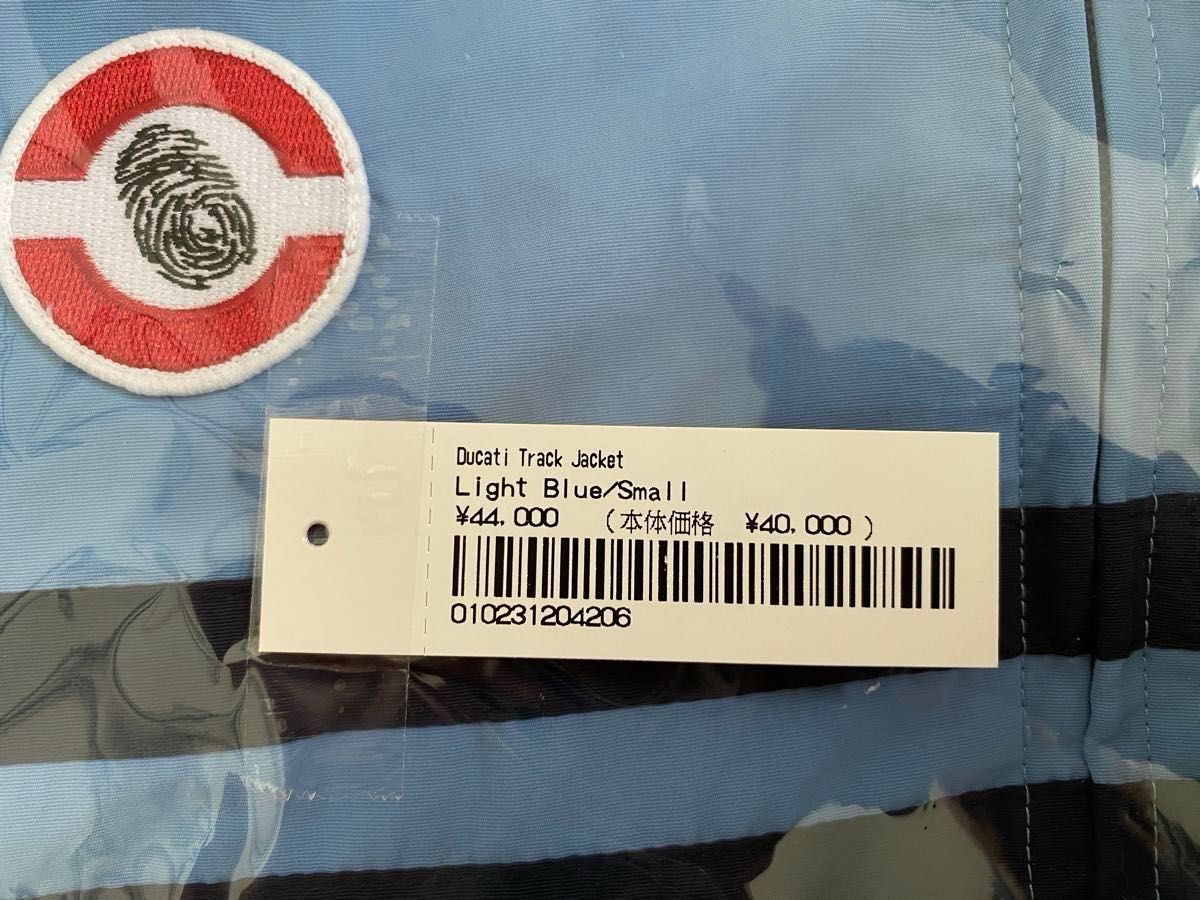 Ducati Track Jacket
Light Blue/Small
¥44,000 (本体価格 ¥40,000 )
010231204206